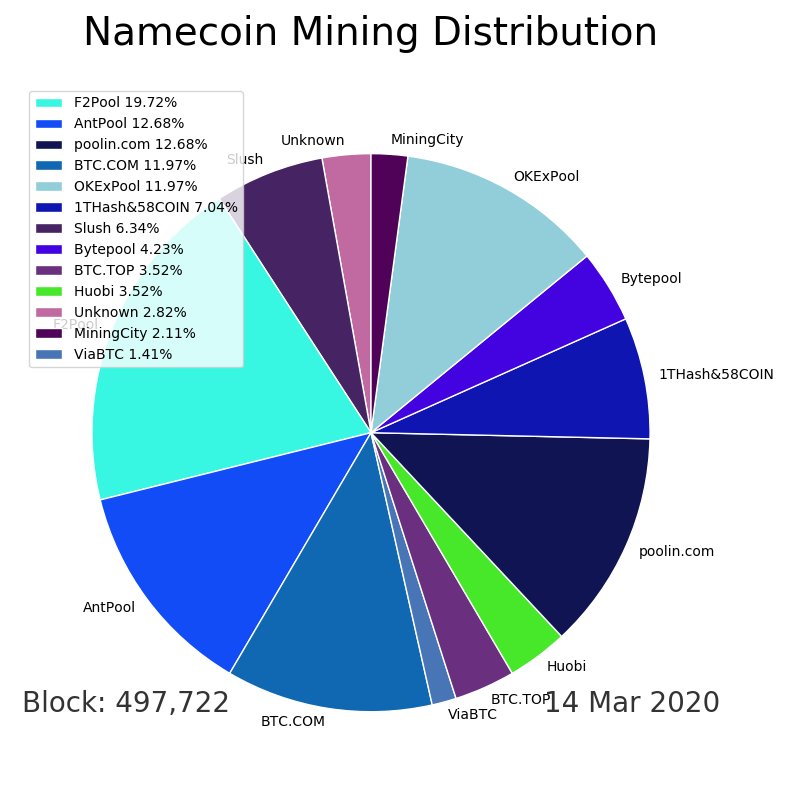 Namecoin Mining Distribution
F2Pool 19.72%
AntPool 12.68%
poolin.com 12.68%
BTC.COM 11.97%
OKExPool 11.97%
1THash&58COIN 7.04%
Slush 6.34%
Bytepool 4.23%
BTC.TOP 3.52%
Huobi 3.52%
Unknown 2.82%
MiningCity 2.11%
ViaBTC 1.41%
Slush
Unknown
MiningCity
OKExPool
Bytepool
1THash&58COIN
poolin.com
Huobi
BTC.TOP
ViaBTC
BTC.COM
AntPool
F2Pool
Block: 497,722
14 Mar 2020